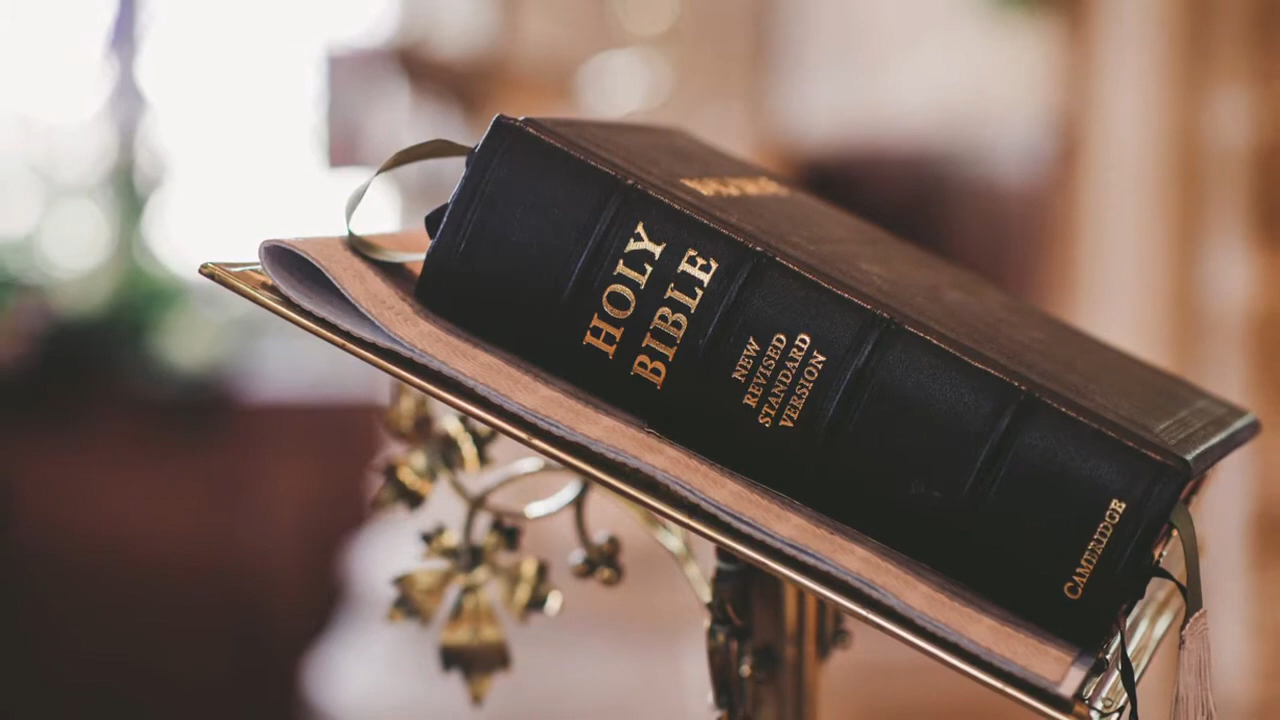 HOLY
BIBLE
NEW
REVISED
STANDARD
VERSION
CAMBRIDGE